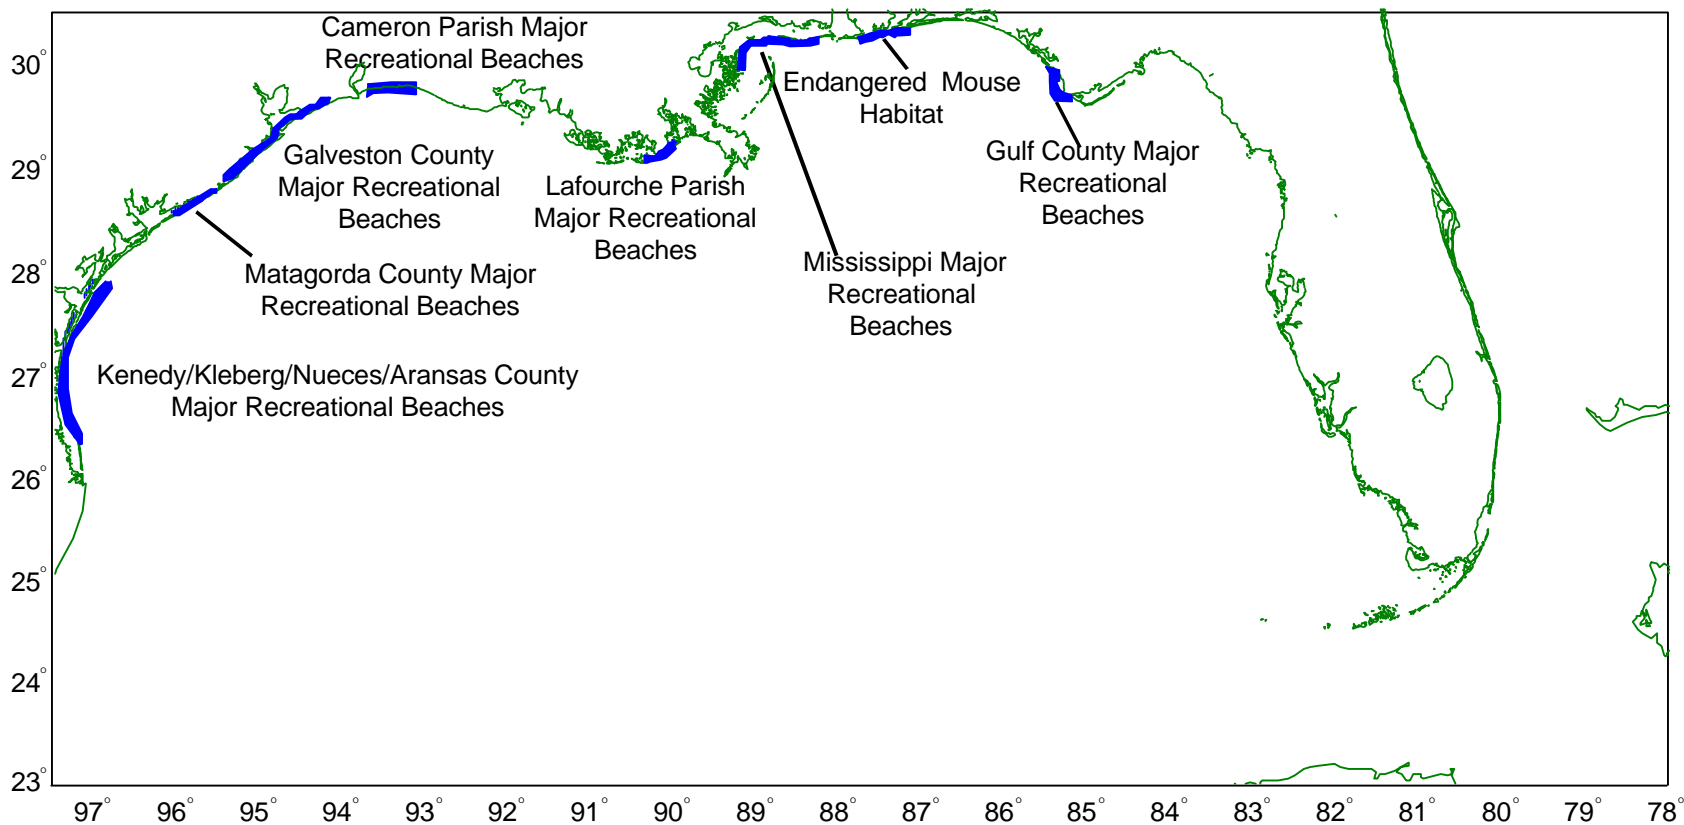 Cameron Parish Major
Recreational Beaches
Endangered  Mouse
Habitat
Galveston County
Major Recreational
Beaches
Lafourche Parish
Major Recreational
Beaches
Gulf County Major
Recreational
Beaches
Matagorda County Major
Recreational Beaches
Mississippi Major
Recreational
Beaches
Kenedy/Kleberg/Nueces/Aransas County
Major Recreational Beaches
30°
29°
28°
27°
26°
25°
24°
23°
97° 96° 95° 94° 93° 92° 91° 90° 89° 88° 87° 86° 85° 84° 83° 82° 81° 80° 79° 78°